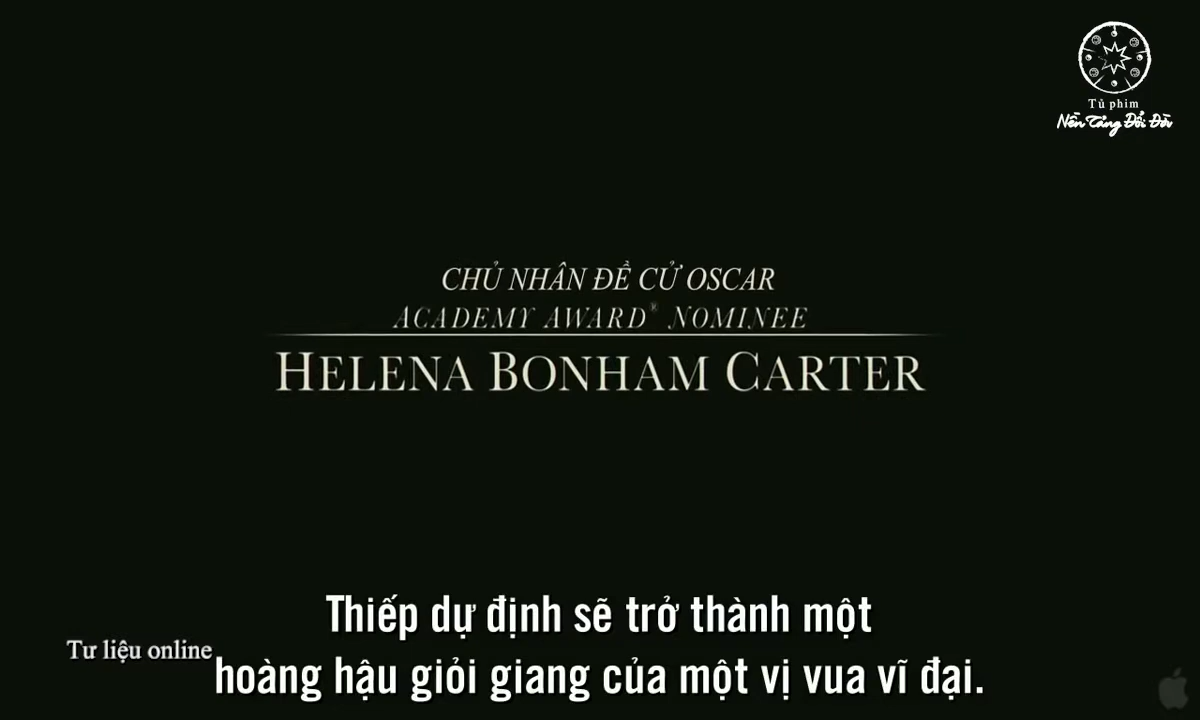 Tủ phim
Nền Tảng Đổi Đời
CHỦ NHÂN ĐỀ CỬ OSCAR
ACADEMY AWARD® NOMINEE
HELENA BONHAM CARTER
Thiếp dự định sẽ trở thành một
Tư liệu online
hoàng hậu giỏi giang của một vị vua vĩ đại.